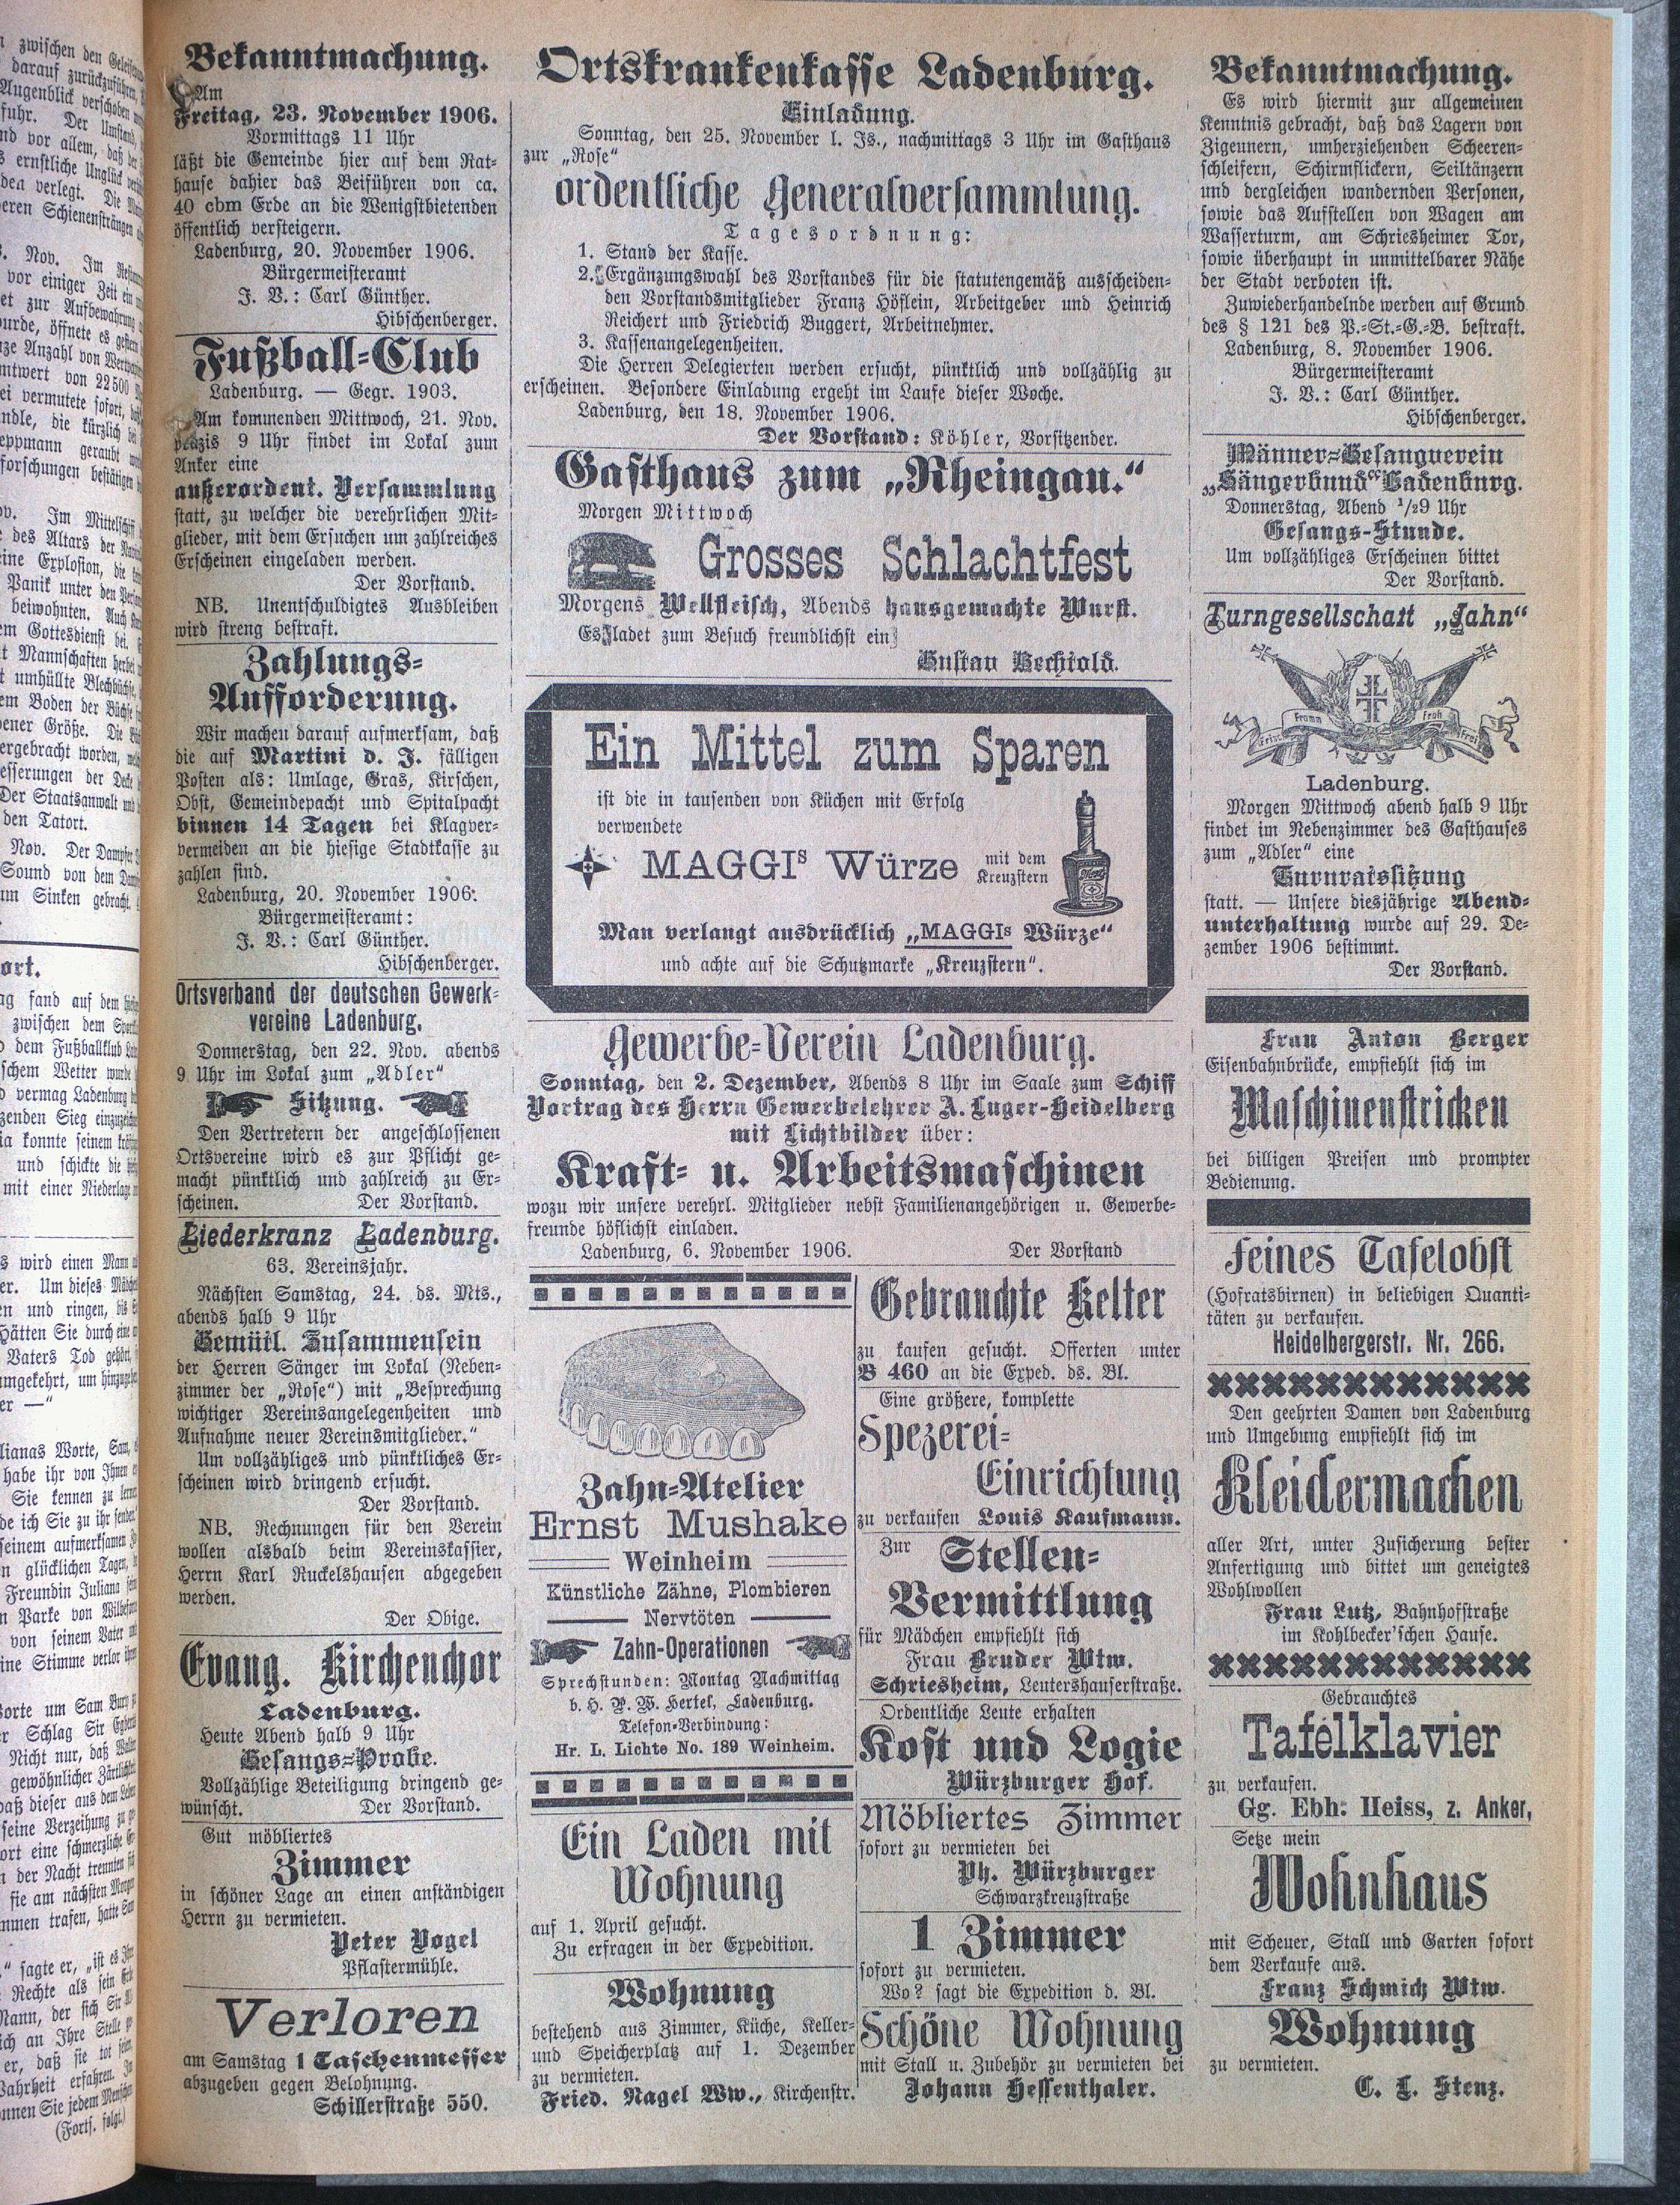 Bekanntmachung.
Am
Freitag, 23. November 1906.
Vormittags 11 Uhr
läßt die Gemeinde hier auf dem Rat-
hause dahier das Beiführen von ca.
40 cbm Erde an die Wenigstbietenden
öffentlich versteigern.
Ladenburg, 20. November 1906.
Bürgermeisteramt
J. V.: Carl Günther.
Hibschenberger.
Fußball-Club
Ladenburg. — Gegr. 1903.
Am kommenden Mittwoch, 21. Nov.
präzis 9 Uhr findet im Lokal zum
Anker eine
außerordent. Versammlung
statt, zu welcher die verehrlichen Mit-
glieder, mit dem Ersuchen um zahlreiches
Erscheinen eingeladen werden.
Der Vorstand.
NB. Unentschuldigtes Ausbleiben
wird streng bestraft.
Zahlungs-
Aufforderung.
Wir machen darauf aufmerksam, daß
die auf Martini d. J. fälligen
Posten als: Umlage, Gras, Kirschen,
Obst, Gemeindepacht und Spitalpacht
binnen 14 Tagen bei Klagver-
vermeiden an die hiesige Stadtkasse zu
zahlen sind.
Ladenburg, 20. November 1906.
Bürgermeisteramt:
J. V.: Carl Günther.
Hibschenberger.
Ortsverband der deutschen Gewerk-
vereine Ladenburg.
Donnerstag, den 22. Nov. abends
9 Uhr im Lokal zum „Adler“
Sitzung.
Den Vertretern der angeschlossenen
Ortsvereine wird es zur Pflicht ge-
macht pünktlich und zahlreich zu Er-
scheinen. Der Vorstand.
Liederkranz Ladenburg.
63. Vereinsjahr.
Nächsten Samstag, 24. ds. Mts.,
abends halb 9 Uhr
Gemütl. Zusammensein
der Herren Sänger im Lokal (Neben-
zimmer der „Rose“) mit „Besprechung
wichtiger Vereinsangelegenheiten und
Aufnahme neuer Vereinsmitglieder.“
Um vollzähliges und pünktliches Er-
scheinen wird dringend ersucht.
Der Vorstand.
NB. Rechnungen für den Verein
wollen alsbald beim Vereinskassier,
Herrn Karl Ruckelshausen abgegeben
werden.
Der Obige.
Evang. Kirchenchor
Ladenburg.
Heute Abend halb 9 Uhr
Gesangs-Probe.
Vollzählige Beteiligung dringend ge-
wünscht. Der Vorstand.
Gut möbliertes
Zimmer
in schöner Lage an einen anständigen
Herrn zu vermieten.
Peter Vogel
Pflastermühle.
Verloren
am Samstag 1 Taschenmesser
abzugeben gegen Belohnung.
Schillerstraße 550.
Ortskrankenkasse Ladenburg.
Einladung.
Sonntag, den 25. November l. Js., nachmittags 3 Uhr im Gasthaus
zur „Rose“
ordentliche Generalversammlung.
Tagesordnung:
1. Stand der Kasse.
2. Ergänzungswahl des Vorstandes für die statutengemäß ausscheiden-
den Vorstandsmitglieder Franz Höflein, Arbeitgeber und Heinrich
Reichert und Friedrich Buggert, Arbeitnehmer.
3. Kassenangelegenheiten.
Die Herren Delegierten werden ersucht, pünktlich und vollzählig zu
erscheinen. Besondere Einladung ergeht im Laufe dieser Woche.
Ladenburg, den 18. November 1906.
Der Vorstand: Köhler, Vorsitzender.
Gasthaus zum „Rheingau.“
Morgen Mittwoch
Grosses Schlachtfest
Morgens Wellfleisch, Abends hausgemachte Wurst.
Es ladet zum Besuch freundlichst ein
Gustav Bechtold.
Ein Mittel zum Sparen
ist die in tausenden von Küchen mit Erfolg
verwendete
MAGGIs Würze mit dem
Kreuzstern
Man verlangt ausdrücklich „MAGGIs Würze“
und achte auf die Schutzmarke „Kreuzstern“.
Gewerbe-Verein Ladenburg.
Sonntag, den 2. Dezember, Abends 8 Uhr im Saale zum Schiff
Vortrag des Herrn Gewerbelehrer A. Luger-Heidelberg
mit Lichtbilder über:
Kraft- u. Arbeitsmaschinen
wozu wir unsere verehrl. Mitglieder nebst Familienangehörigen u. Gewerbe-
freunde höflichst einladen.
Ladenburg, 6. November 1906. Der Vorstand
Zahn-Atelier
Ernst Mushake
Weinheim
Künstliche Zähne, Plombieren
Nervtöten
Zahn-Operationen
Sprechstunden: Montag Nachmittag
b. H. P. W. Hertel, Ladenburg.
Telefon-Verbindung:
Hr. L. Lichte No. 189 Weinheim.
Ein Laden mit
Wohnung
auf 1. April gesucht.
Zu erfragen in der Expedition.
Wohnung
bestehend aus Zimmer, Küche, Keller-
und Speicherplatz auf 1. Dezember
zu vermieten.
Fried. Nagel Ww., Kirchenstr.
Gebrauchte Kelter
zu kaufen gesucht. Offerten unter
B 460 an die Exped. ds. Bl.
Eine größere, komplette
Spezerei-
Einrichtung
zu verkaufen Louis Kaufmann.
Zur
Stellen-
Vermittlung
für Mädchen empfiehlt sich
Frau Bruder Wtw.
Schriesheim, Leutershauserstraße.
Ordentliche Leute erhalten
Kost und Logie
Würzburger Hof.
Möbliertes Zimmer
sofort zu vermieten bei
Ph. Würzburger
Schwarzkreuzstraße
1 Zimmer
sofort zu vermieten.
Wo? sagt die Expedition d. Bl.
Schöne Wohnung
mit Stall u. Zubehör zu vermieten bei
Johann Hessenthaler.
Bekanntmachung.
Es wird hiermit zur allgemeinen
Kenntnis gebracht, daß das Lagern von
Zigeunern, umherziehenden Scheeren-
schleifern, Schirmflickern, Seiltänzern
und dergleichen wandernden Personen,
sowie das Aufstellen von Wagen am
Wasserturm, am Schriesheimer Tor,
sowie überhaupt in unmittelbarer Nähe
der Stadt verboten ist.
Zuwiederhandelnde werden auf Grund
des § 121 des P.-St.-G.-B. bestraft.
Ladenburg, 8. November 1906.
Bürgermeisteramt
J. V.: Carl Günther.
Hibschenberger.
Männer-Gesangverein
„Sängerbund“ Ladenburg.
Donnerstag, Abend 1/29 Uhr
Gesangs-Stunde.
Um vollzähliges Erscheinen bittet
Der Vorstand.
Turngesellschaft „Jahn“
Frisch Fromm Froh Frei
Ladenburg.
Morgen Mittwoch abend halb 9 Uhr
findet im Nebenzimmer des Gasthauses
zum „Adler“ eine
Turnratssitzung
statt. — Unsere diesjährige Abend-
unterhaltung wurde auf 29. De-
zember 1906 bestimmt.
Der Vorstand.
Frau Anton Berger
Eisenbahnbrücke, empfiehlt sich im
Maschinenstricken
bei billigen Preisen und prompter
Bedienung.
Feines Tafelobst
(Hofratsbirnen) in beliebigen Quanti-
täten zu verkaufen.
Heidelbergerstr. Nr. 266.
Den geehrten Damen von Ladenburg
und Umgebung empfiehlt sich im
Kleidermachen
aller Art, unter Zusicherung bester
Anfertigung und bittet um geneigtes
Wohlwollen
Frau Lutz, Bahnhofstraße
im Kohlbecker'schen Hause.
Gebrauchtes
Tafelklavier
zu verkaufen.
Gg. Ebh. Heiss, z. Anker,
Setze mein
Wohnhaus
mit Scheuer, Stall und Garten sofort
dem Verkaufe aus.
Franz Schmich Wtw.
Wohnung
zu vermieten.
C. L. Stenz.